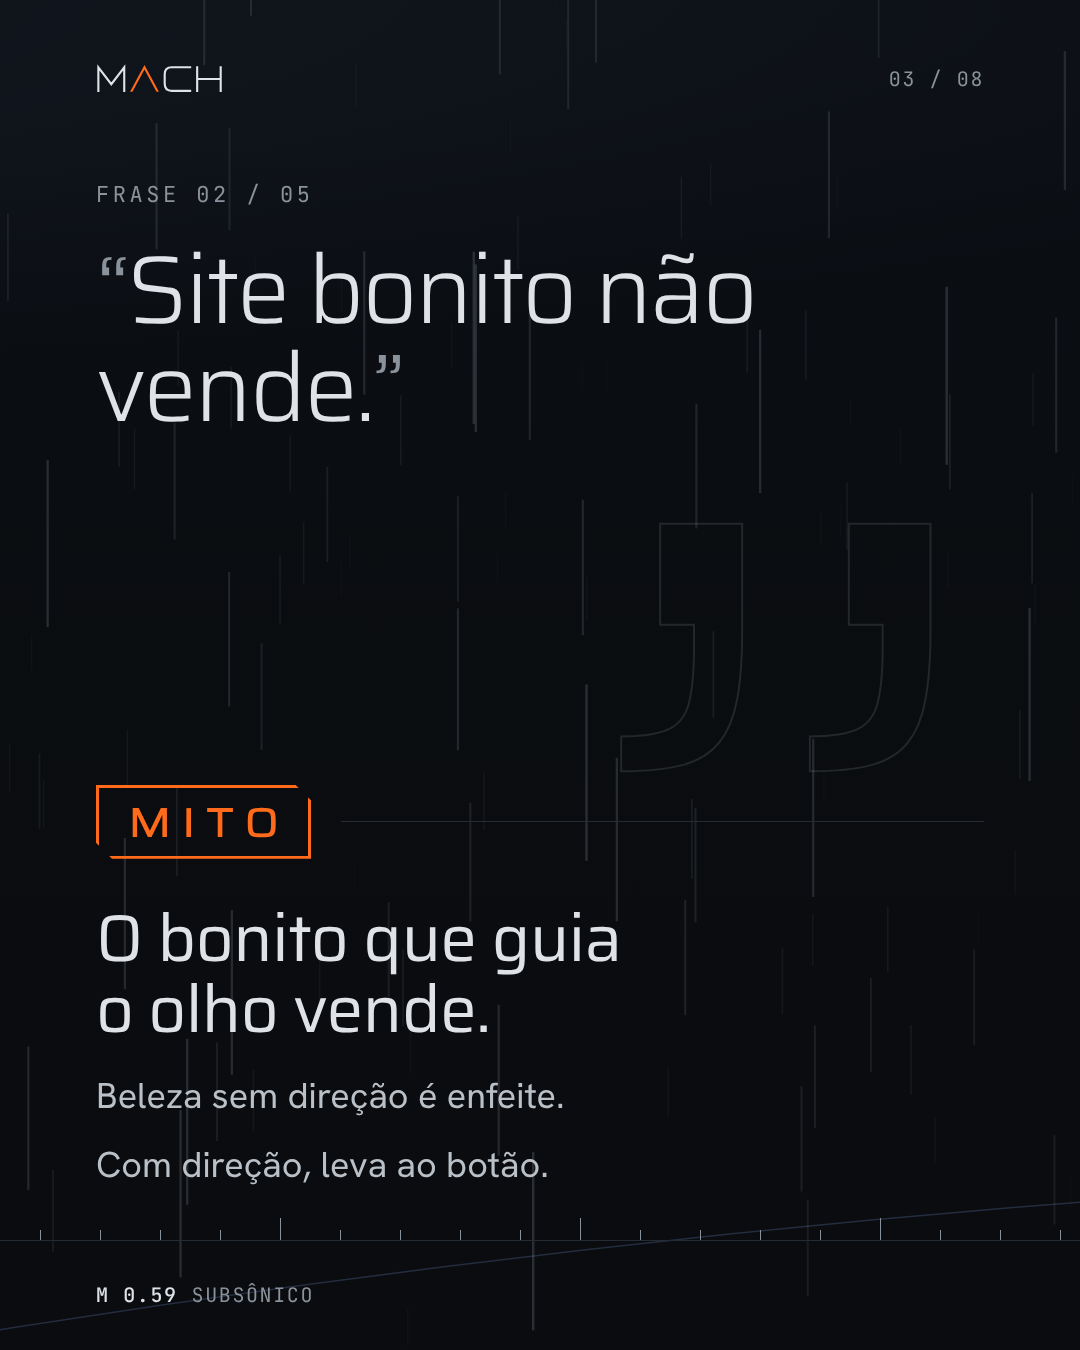 MACH
03 / 08
FRASE 02 / 05
“Site bonito não
vende.”
MITO
O bonito que guia
o olho vende.
Beleza sem direção é enfeite.
Com direção, leva ao botão.
M 0.59 SUBSÔNICO